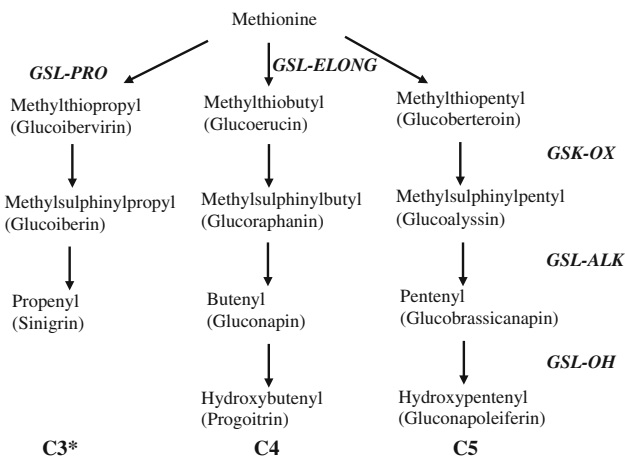 Methionine
GSL-PRO
GSL-ELONG
Methylthiopropyl
(Glucoibervirin)
Methylthiobutyl
(Glucoerucin)
Methylthiopentyl
(Glucoberteroin)
GSK-OX
Methylsulphinylpropyl
(Glucoiberin)
Methylsulphinylbutyl
(Glucoraphanin)
Methylsulphinylpentyl
(Glucoalyssin)
GSL-ALK
Propenyl
(Sinigrin)
Butenyl
(Gluconapin)
Pentenyl
(Glucobrassicanapin)
GSL-OH
Hydroxybutenyl
(Progoitrin)
Hydroxypentenyl
(Gluconapoleiferin)
C3*
C4
C5